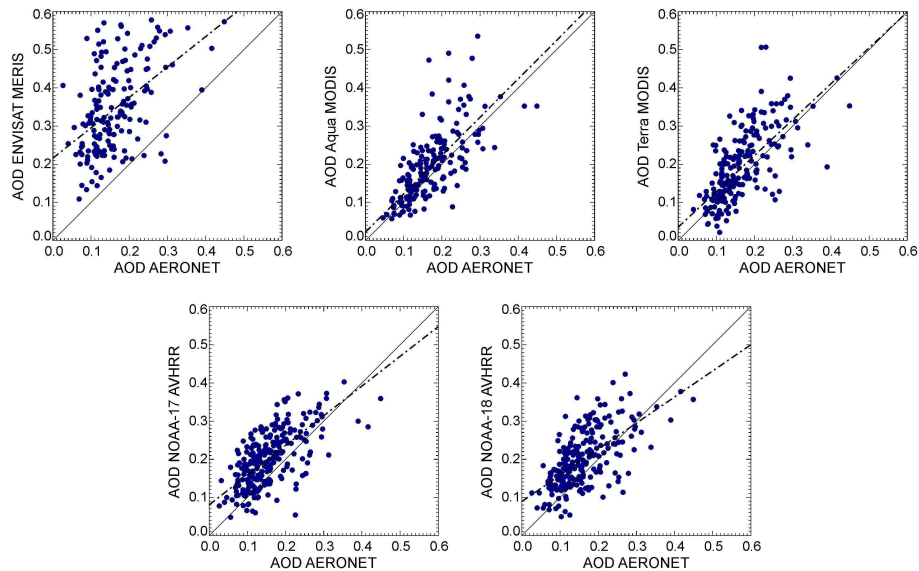 0.6
0.5
0.4
0.3
0.2
0.1
0.0
AOD ENVISAT MERIS
0.0 0.1 0.2 0.3 0.4 0.5 0.6
AOD AERONET
0.6
0.5
0.4
0.3
0.2
0.1
0.0
AOD Aqua MODIS
0.0 0.1 0.2 0.3 0.4 0.5 0.6
AOD AERONET
0.6
0.5
0.4
0.3
0.2
0.1
0.0
AOD Terra MODIS
0.0 0.1 0.2 0.3 0.4 0.5 0.6
AOD AERONET
0.6
0.5
0.4
0.3
0.2
0.1
0.0
AOD NOAA-17 AVHRR
0.0 0.1 0.2 0.3 0.4 0.5 0.6
AOD AERONET
0.6
0.5
0.4
0.3
0.2
0.1
0.0
AOD NOAA-18 AVHRR
0.0 0.1 0.2 0.3 0.4 0.5 0.6
AOD AERONET